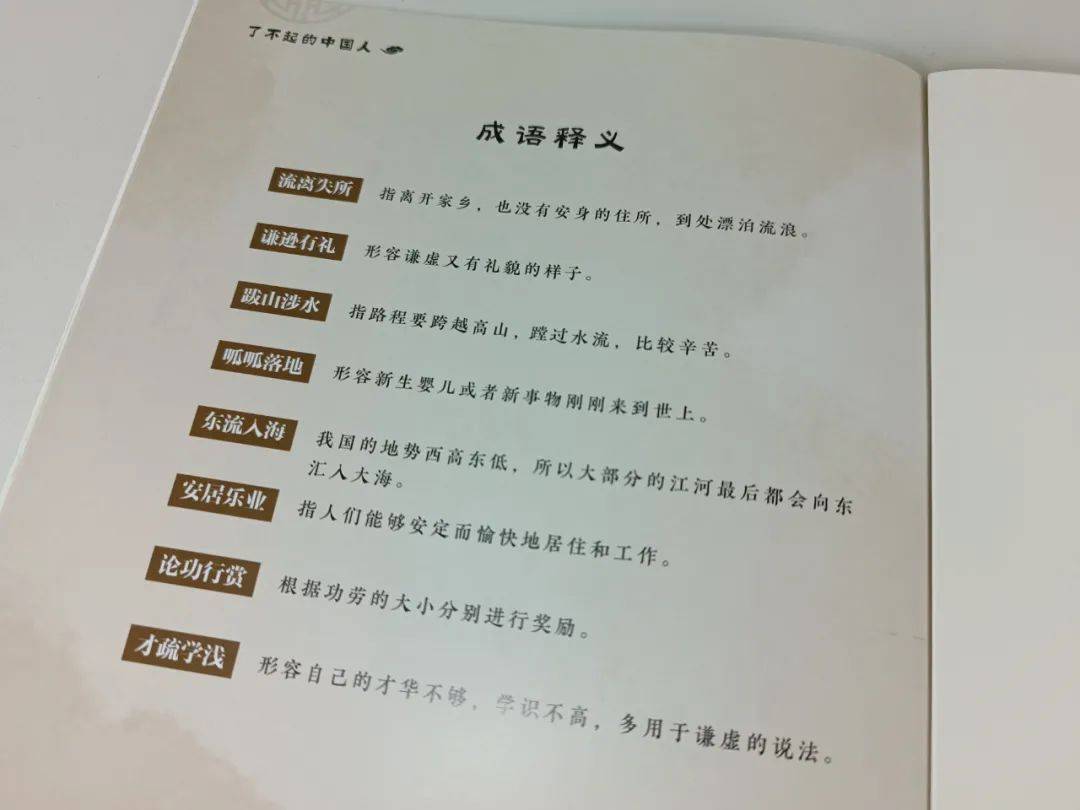 了不起的中国人
成语释义
流离失所 指离开家乡，也没有安身的住所，到处漂泊流浪。
谦逊有礼 形容谦虚又有礼貌的样子。
跋山涉水 指路程要跨越高山，蹚过水流，比较辛苦。
呱呱落地 形容新生婴儿或者新事物刚刚来到世上。
东流入海 我国的地势西高东低，所以大部分的江河最后都会向东
汇入大海。
安居乐业 指人们能够安定而愉快地居住和工作。
论功行赏 根据功劳的大小分别进行奖励。
才疏学浅 形容自己的才华不够，学识不高，多用于谦虚的说法。